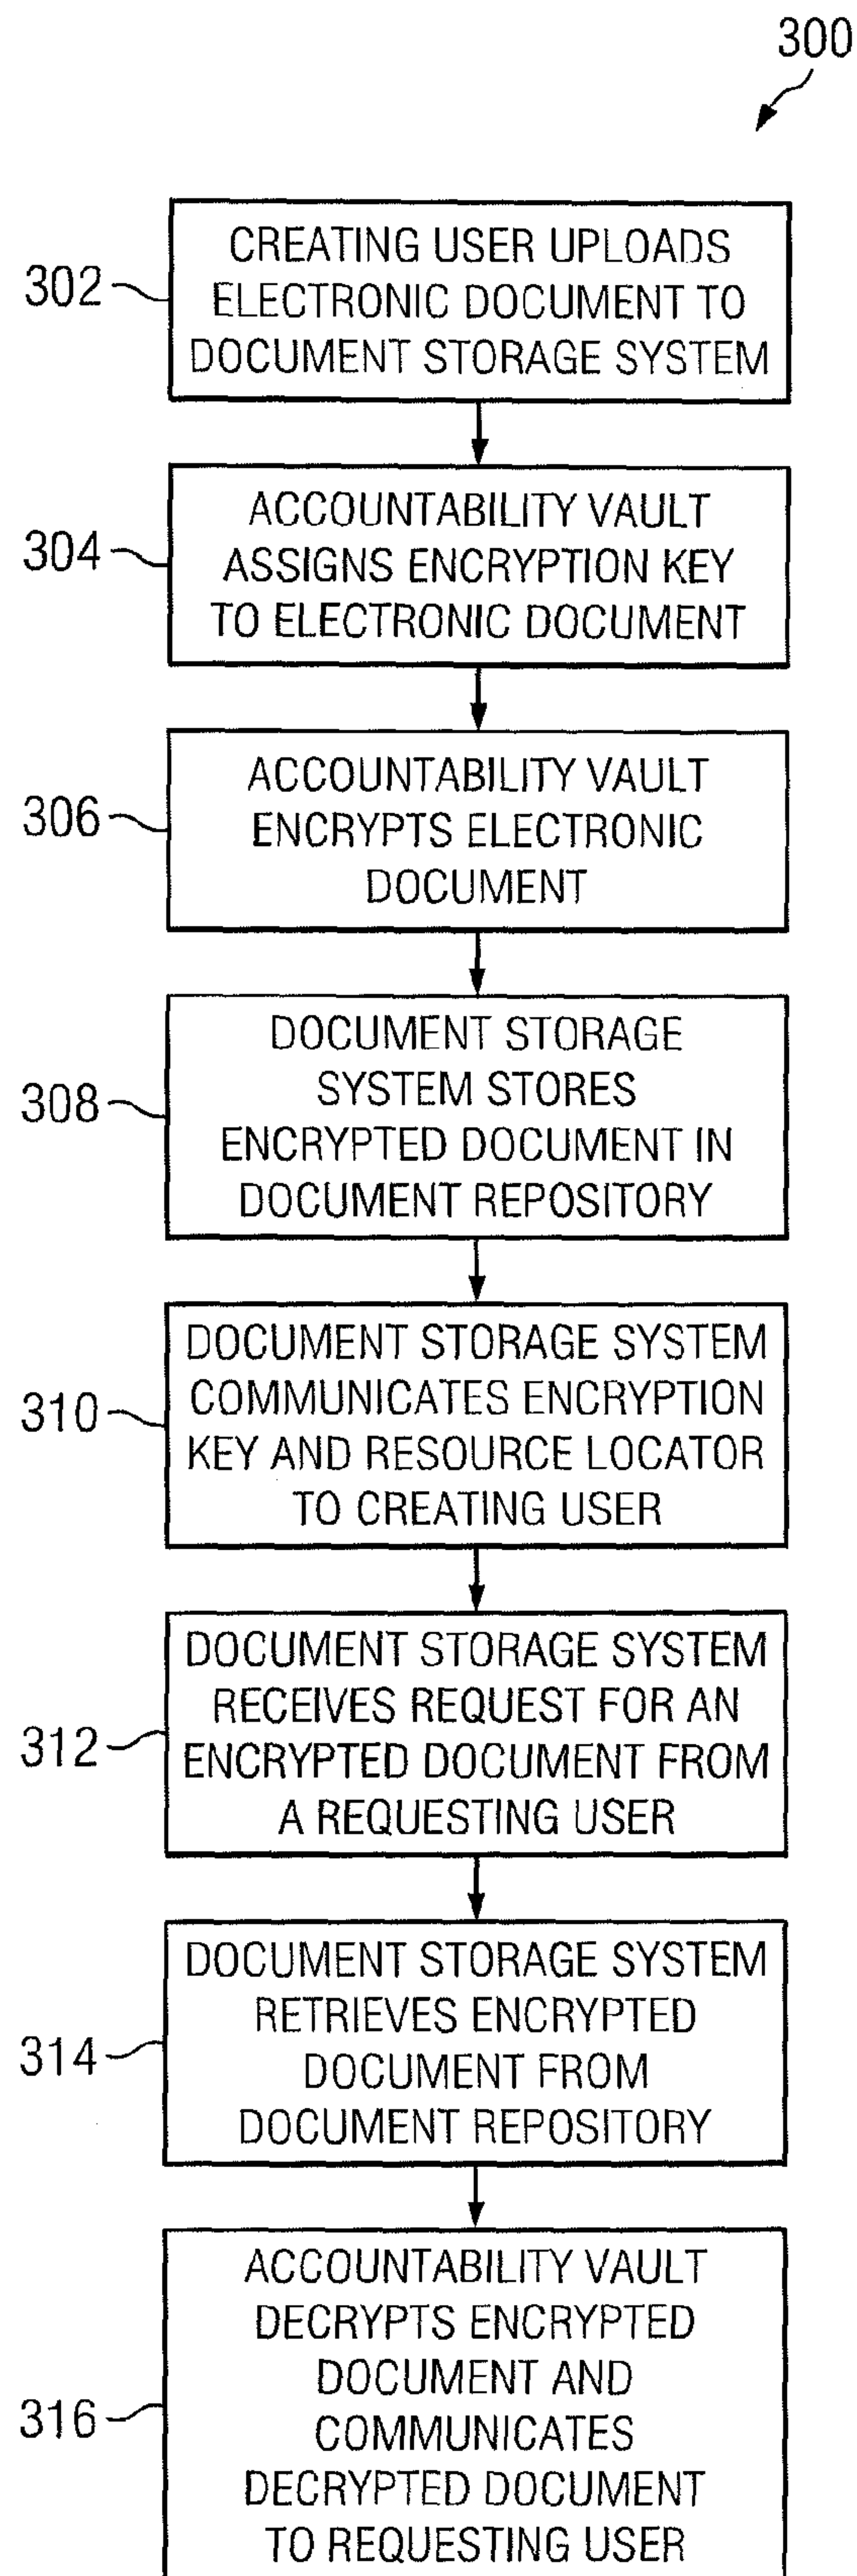 300
302
CREATING USER UPLOADS
ELECTRONIC DOCUMENT TO
DOCUMENT STORAGE SYSTEM
304
ACCOUNTABILITY VAULT
ASSIGNS ENCRYPTION KEY
TO ELECTRONIC DOCUMENT
306
ACCOUNTABILITY VAULT
ENCRYPTS ELECTRONIC
DOCUMENT
308
DOCUMENT STORAGE
SYSTEM STORES
ENCRYPTED DOCUMENT IN
DOCUMENT REPOSITORY
310
DOCUMENT STORAGE SYSTEM
COMMUNICATES ENCRYPTION
KEY AND RESOURCE LOCATOR
TO CREATING USER
312
DOCUMENT STORAGE SYSTEM
RECEIVES REQUEST FOR AN
ENCRYPTED DOCUMENT FROM
A REQUESTING USER
314
DOCUMENT STORAGE SYSTEM
RETRIEVES ENCRYPTED
DOCUMENT FROM
DOCUMENT REPOSITORY
316
ACCOUNTABILITY VAULT
DECRYPTS ENCRYPTED
DOCUMENT AND
COMMUNICATES
DECRYPTED DOCUMENT
TO REQUESTING USER